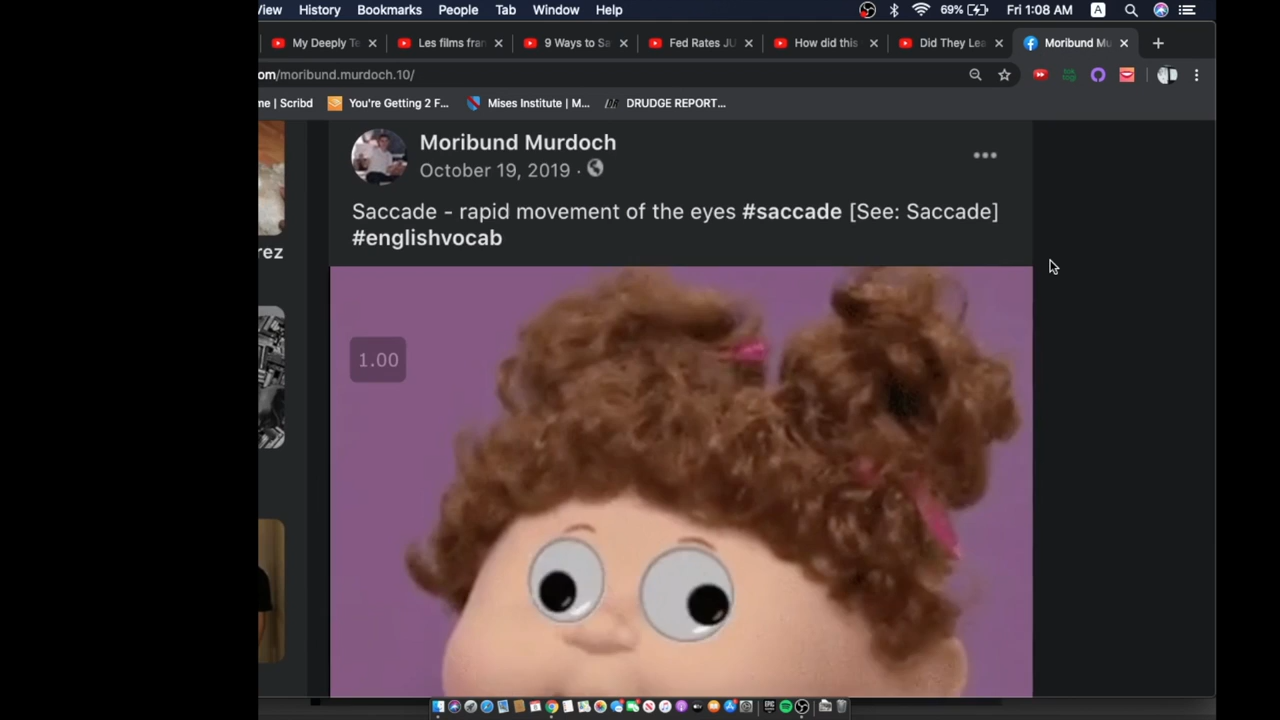 View History Bookmarks People Tab Window Help 69% Fri 1:08 AM A
My Deeply Te Les films fran 9 Ways to Sa Fed Rates JU How did this Did They Lea Moribund Mu
om/moribund.murdoch.10/
me | Scribd You're Getting 2 F... Mises Institute | M... DRUDGE REPORT...
Moribund Murdoch
October 19, 2019 ·
Saccade - rapid movement of the eyes #saccade [See: Saccade]
#englishvocab
rez
1.00